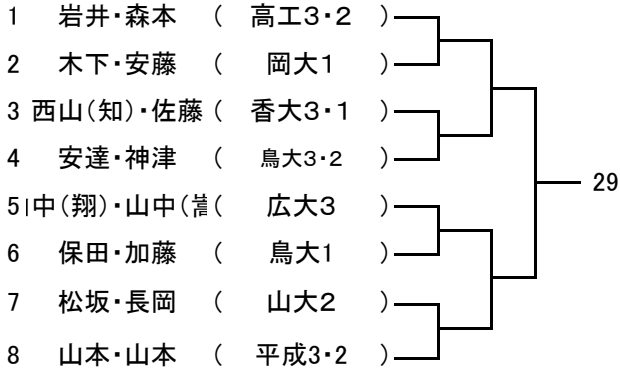 1 岩井・森本 ( 高工3・2 )
2 木下・安藤 ( 岡大1 )
3 西山(知)・佐藤 ( 香大3・1 )
4 安達・神津 ( 鳥大3・2 )
5 中(翔)・山中( ( 広大3 )
6 保田・加藤 ( 鳥大1 )
7 松坂・長岡 ( 山大2 )
8 山本・山本 ( 平成3・2 )
29